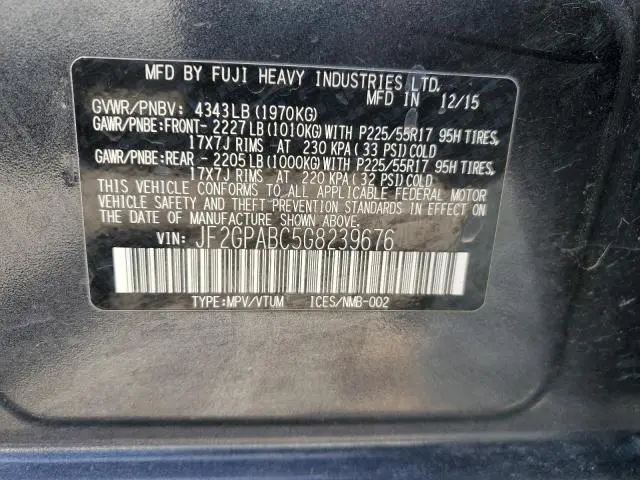 MFD BY FUJI HEAVY INDUSTRIES LTD.
MFD IN 12/15
GVWR/PNBV: 4343LB(1970KG)
GAWR/PNBE:FRONT- 2227LB(1010KG)WITH P225/55R17 95H TIRES,
17X7J RIMS AT 230 KPA(33 PSI)COLD
GAWR/PNBE:REAR - 2205LB(1000KG)WITH P225/55R17 95H TIRES,
17X7J RIMS AT 220 KPA(32 PSI)COLD
THIS VEHICLE CONFORMS TO ALL APPLICABLE FEDERAL MOTOR
VEHICLE SAFETY AND THEFT PREVENTION STANDARDS IN EFFECT
ON THE DATE OF MANUFACTURE SHOWN ABOVE.
VIN: JF2GPABC5G8239676
TYPE:MPV/VTUM ICES/NMB-002